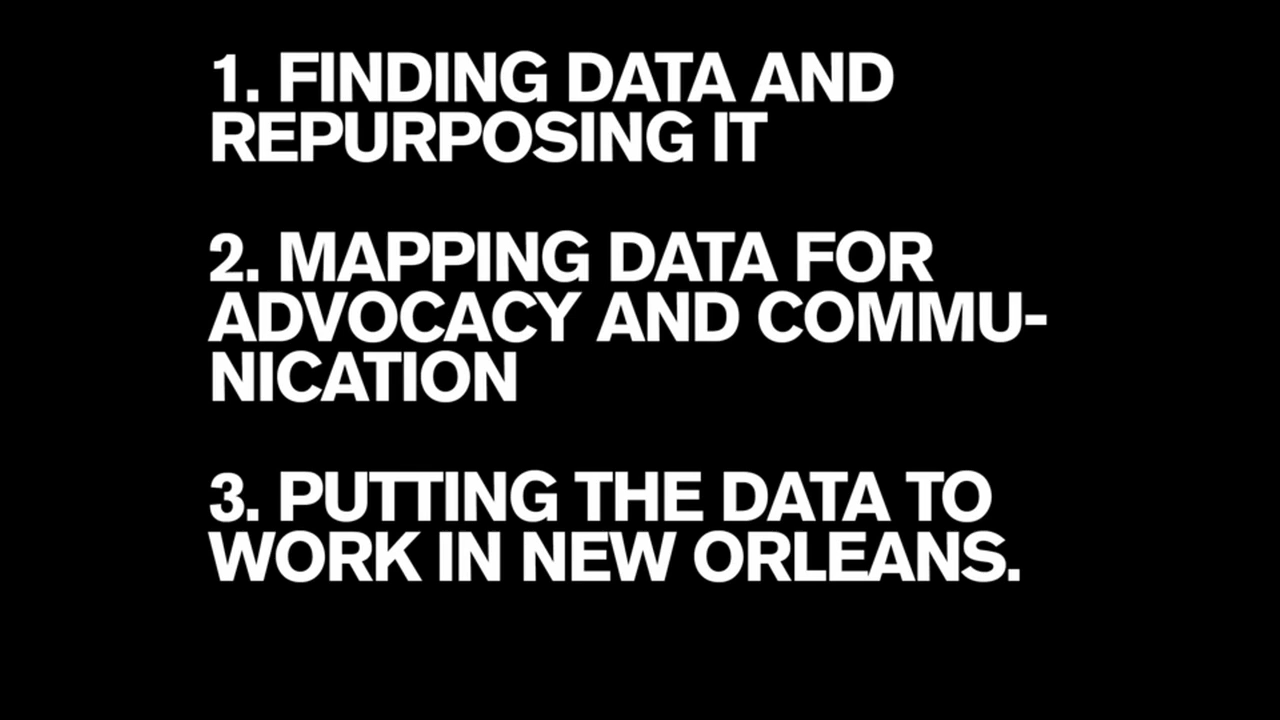 1. FINDING DATA AND
REPURPOSING IT
2. MAPPING DATA FOR
ADVOCACY AND COMMU-
NICATION
3. PUTTING THE DATA TO
WORK IN NEW ORLEANS.